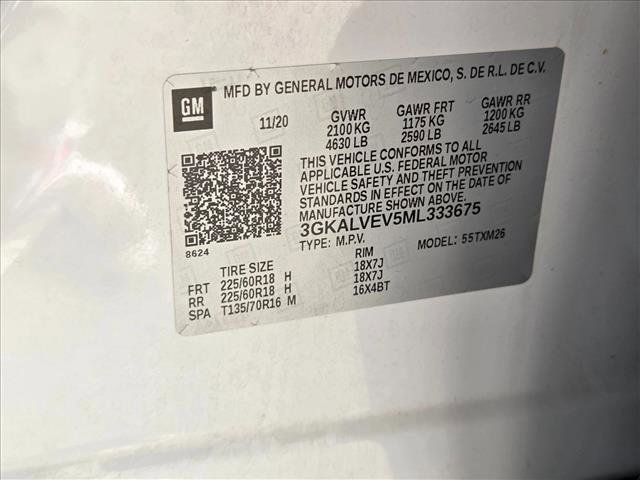 GM
MFD BY GENERAL MOTORS DE MEXICO, S. DE R.L. DE C.V.
11/20 GVWR GAWR FRT GAWR RR
2100 KG 1175 KG 1200 KG
4630 LB 2590 LB 2645 LB
THIS VEHICLE CONFORMS TO ALL
APPLICABLE U.S. FEDERAL MOTOR
VEHICLE SAFETY AND THEFT PREVENTION
STANDARDS IN EFFECT ON THE DATE OF
MANUFACTURE SHOWN ABOVE.
3GKALVEV5ML333675
8624 TYPE: M.P.V. MODEL: 55TXM26
TIRE SIZE RIM
FRT 225/60R18 H 18X7J
RR 225/60R18 H 18X7J
SPA T135/70R16 M 16X4BT